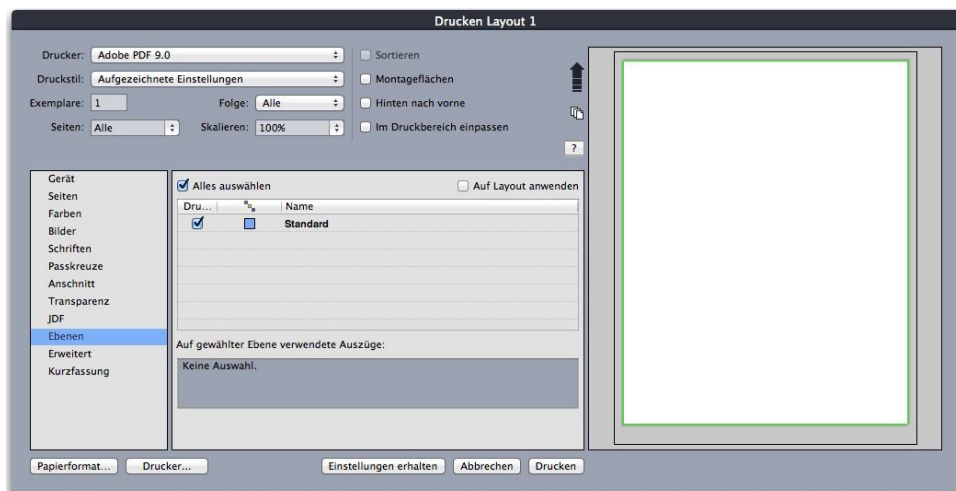 Drucken Layout 1
Drucker: Adobe PDF 9.0
Sortieren
Druckstil: Aufgezeichnete Einstellungen
Montageflächen
Exemplare: 1 Folge: Alle
Hinten nach vorne
Seiten: Alle Skalieren: 100%
Im Druckbereich einpassen
?
Gerät
Seiten
Farben
Bilder
Schriften
Passkreuze
Anschnitt
Transparenz
JDF
Ebenen
Erweitert
Kurzfassung
Alles auswählen
Auf Layout anwenden
Dru... Name
Standard
Auf gewählter Ebene verwendete Auszüge:
Keine Auswahl.
Papierformat... Drucker... Einstellungen erhalten Abbrechen Drucken